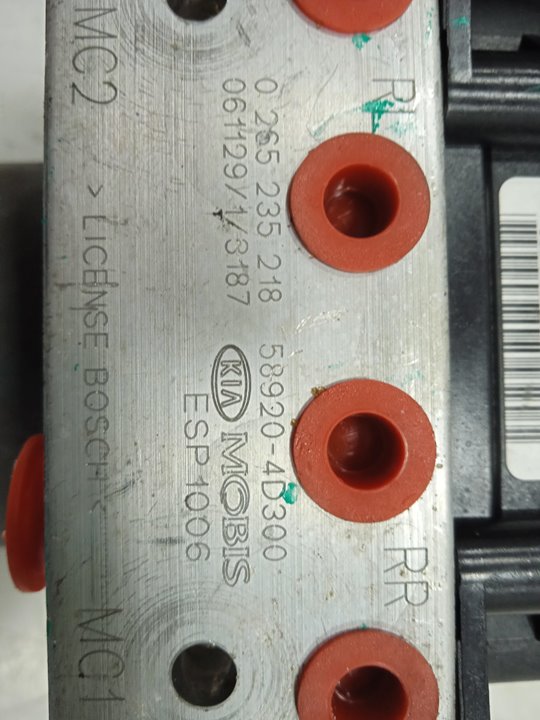 RL
0 265 235 218 58920-4D300
061129/1/3187
KIA MOBIS
ESP1006
MC2 > LICENSE BOSCH < MC1
RR